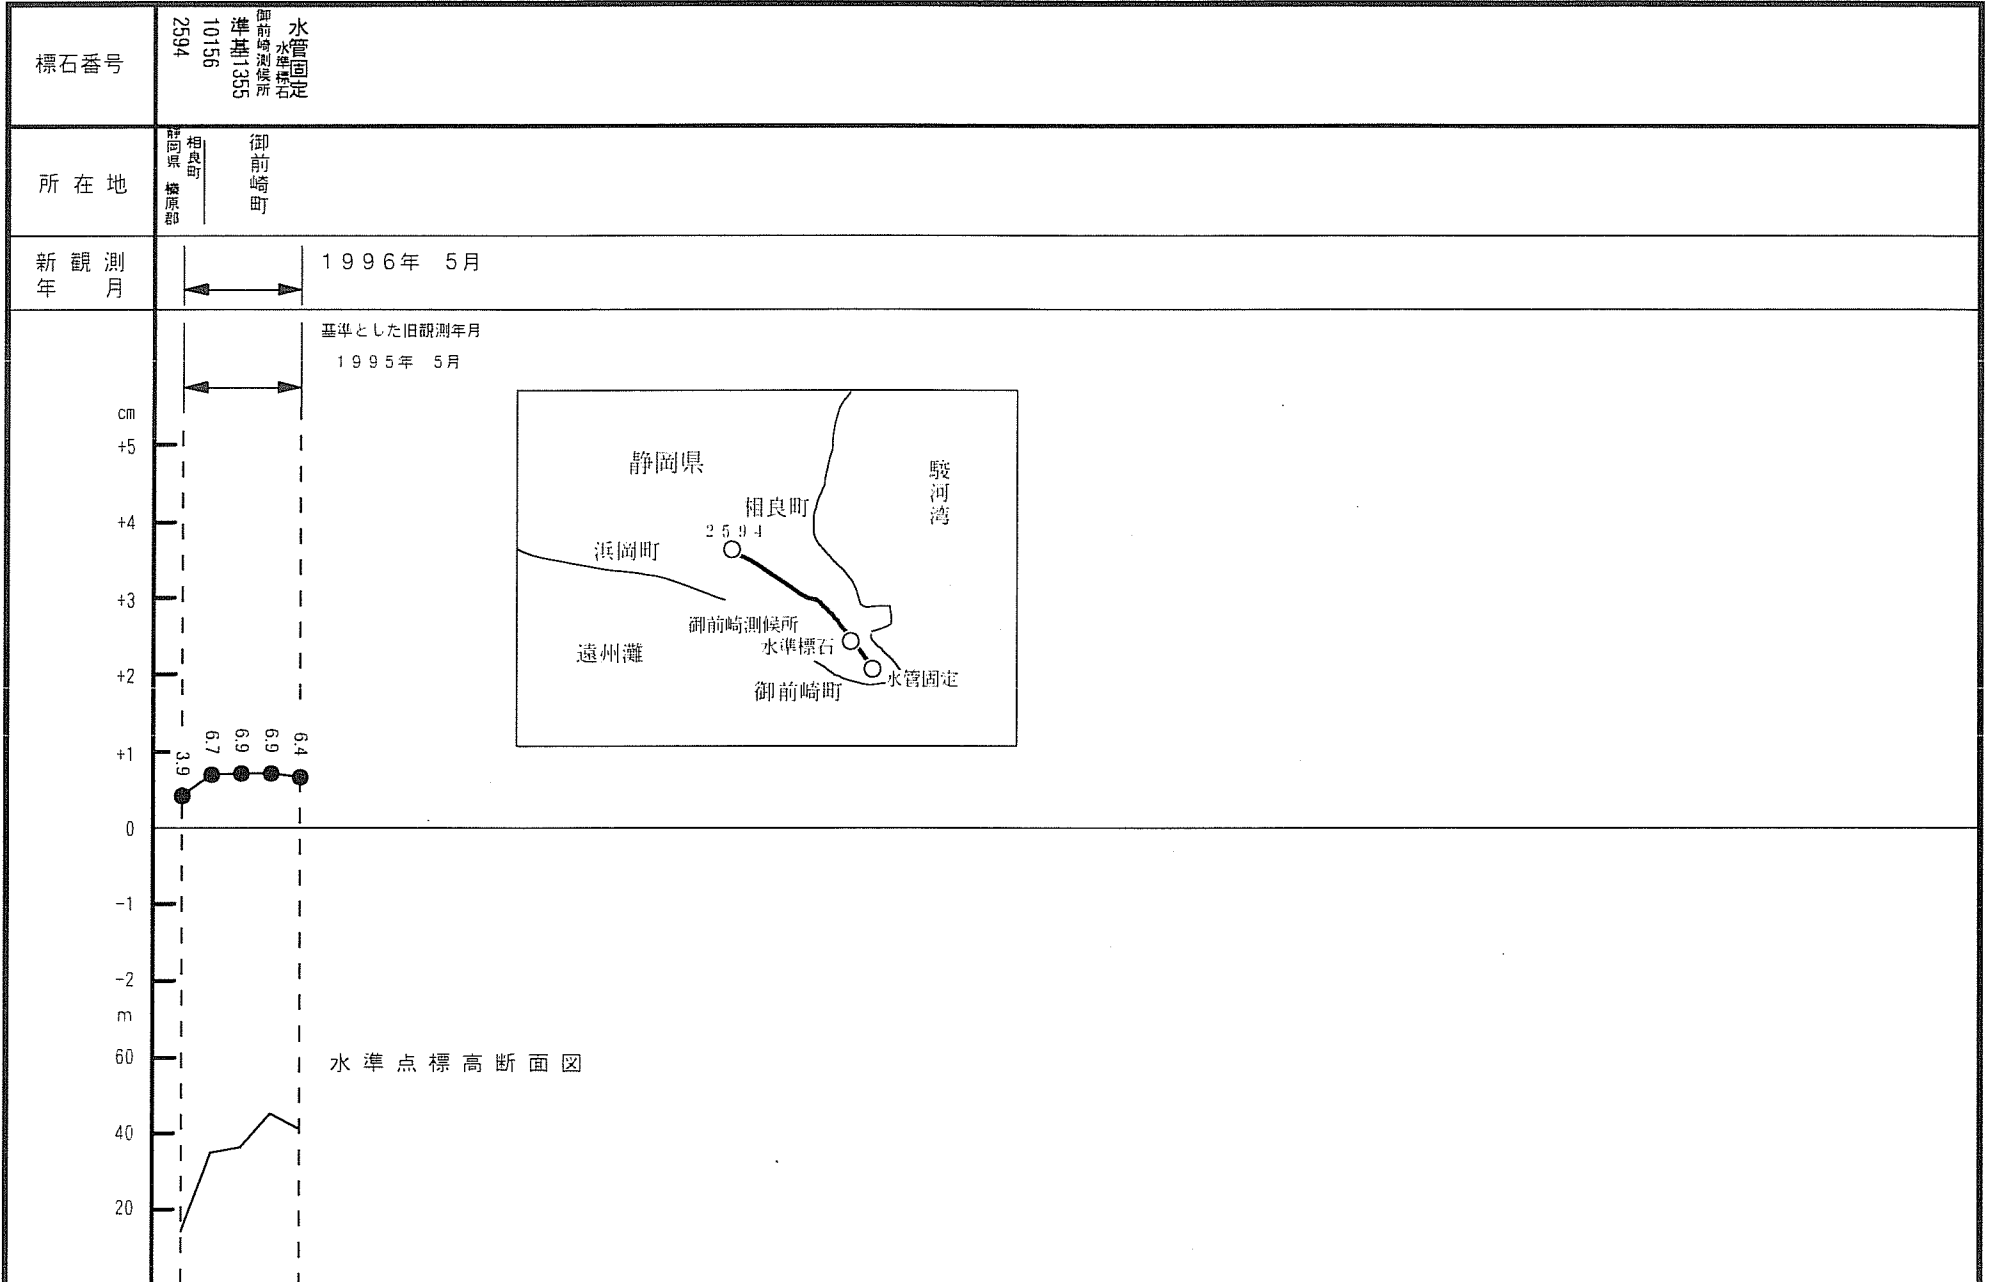 標石番号
2594
10156
準基1355
御前崎測候所
水準標石
水管固定
所在地
静岡県 榛原郡
相良町
御前崎町
新観測
年 月
1996年 5月
基準とした旧観測年月
1995年 5月
cm
+5
+4
+3
+2
+1
0
-1
-2
3.9
6.7
6.9
6.9
6.4
静岡県
駿河湾
相良町
2594
浜岡町
御前崎測候所
水準標石
遠州灘
水管固定
御前崎町
m
60
40
20
水準点標高断面図